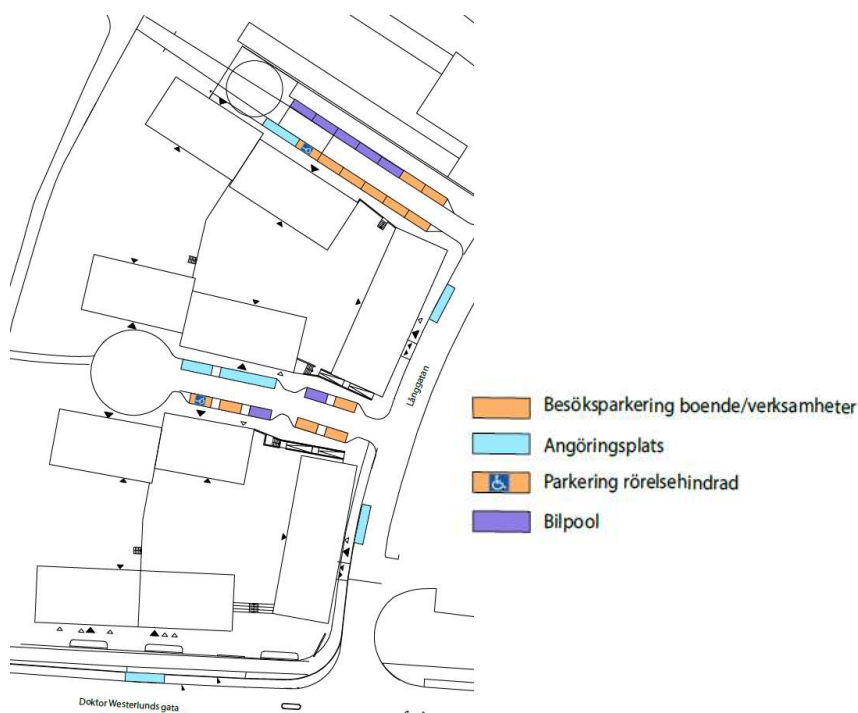 Långgatan
Besöksparkering boende/verksamheter
Angöringsplats
Parkering rörelsehindrad
Bilpool
Doktor Westerlunds gata